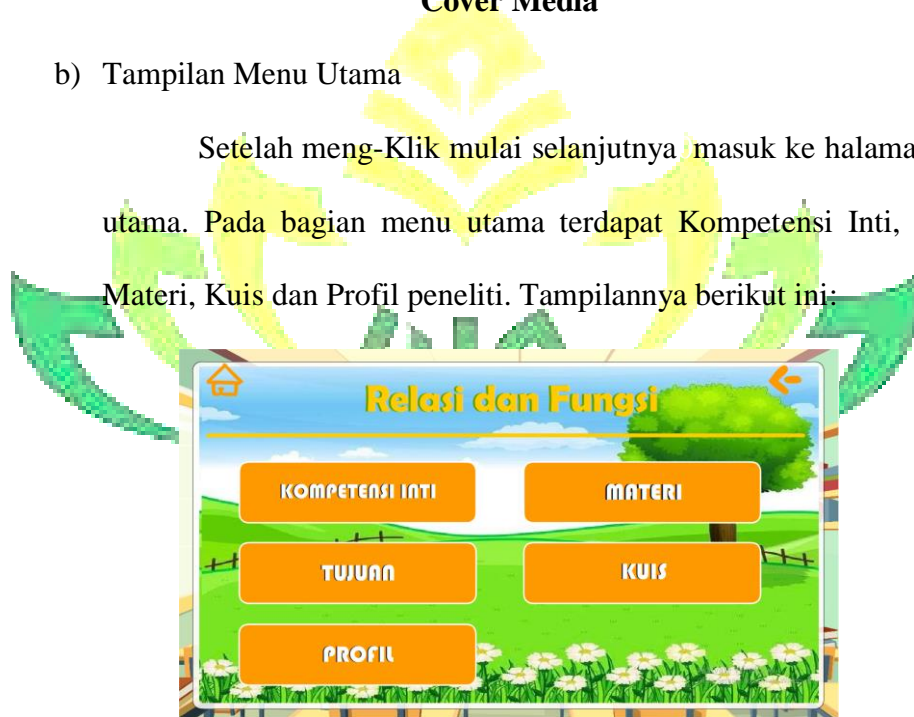 Cover Media
b) Tampilan Menu Utama
Setelah meng-Klik mulai selanjutnya masuk ke halama
utama. Pada bagian menu utama terdapat Kompetensi Inti,
Materi, Kuis dan Profil peneliti. Tampilannya berikut ini:
Relasi dan Fungsi
KOMPETENSI INTI
MATERI
TUJUAN
KUIS
PROFIL